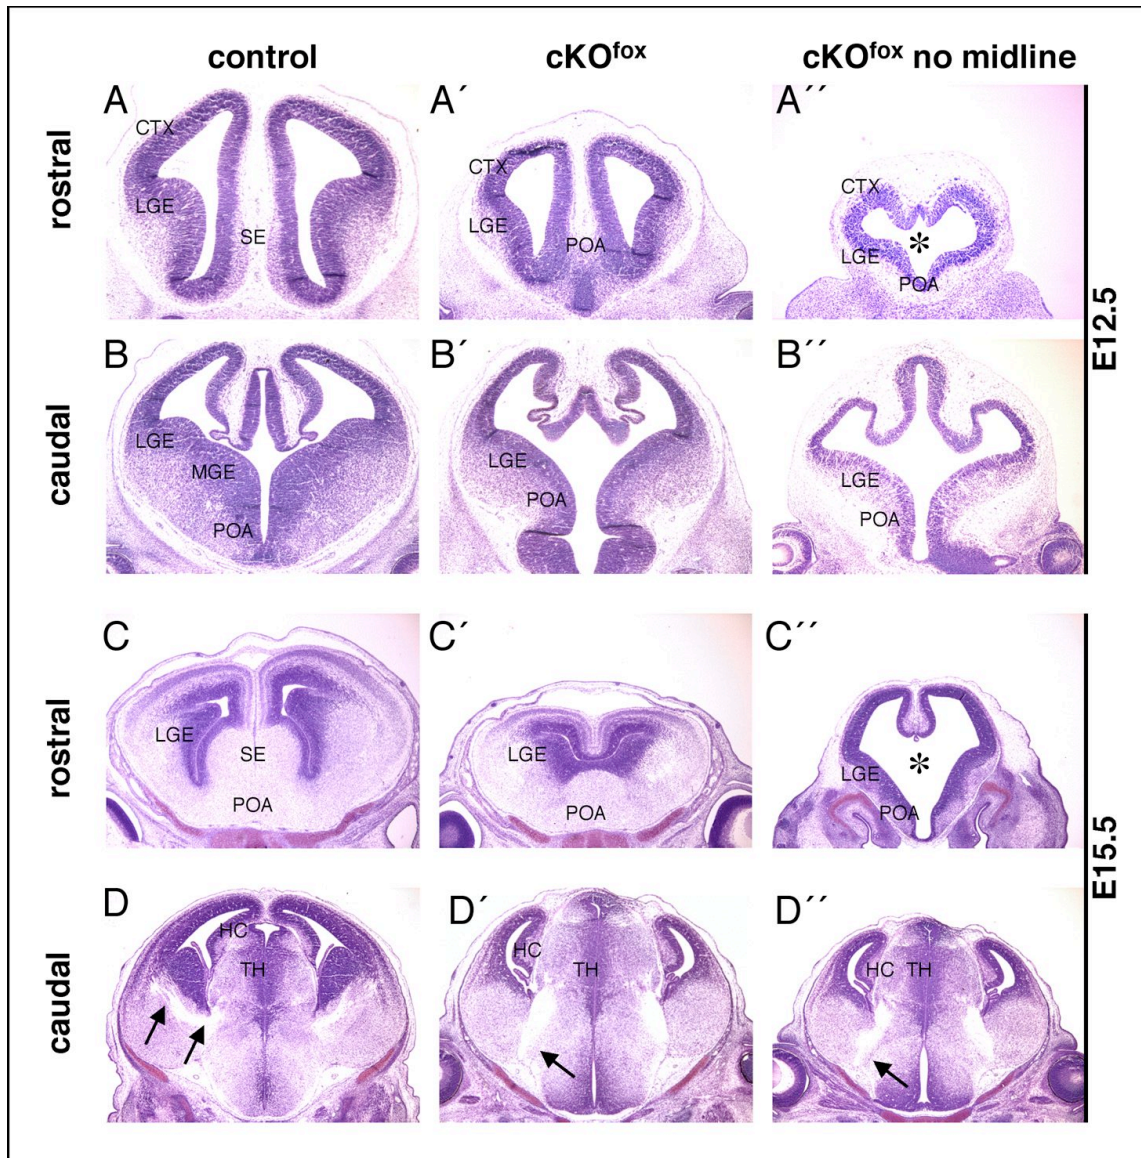 control
cKOfox
cKOfox no midline
rostral
A
CTX
LGE
SE
A´
CTX
LGE
POA
A´´
CTX
*
LGE
POA
E12.5
caudal
B
LGE
MGE
POA
B´
LGE
POA
B´´
LGE
POA
rostral
C
LGE
SE
POA
C´
LGE
POA
C´´
*
LGE
POA
E15.5
caudal
D
HC
TH
D´
HC
TH
D´´
HC
TH